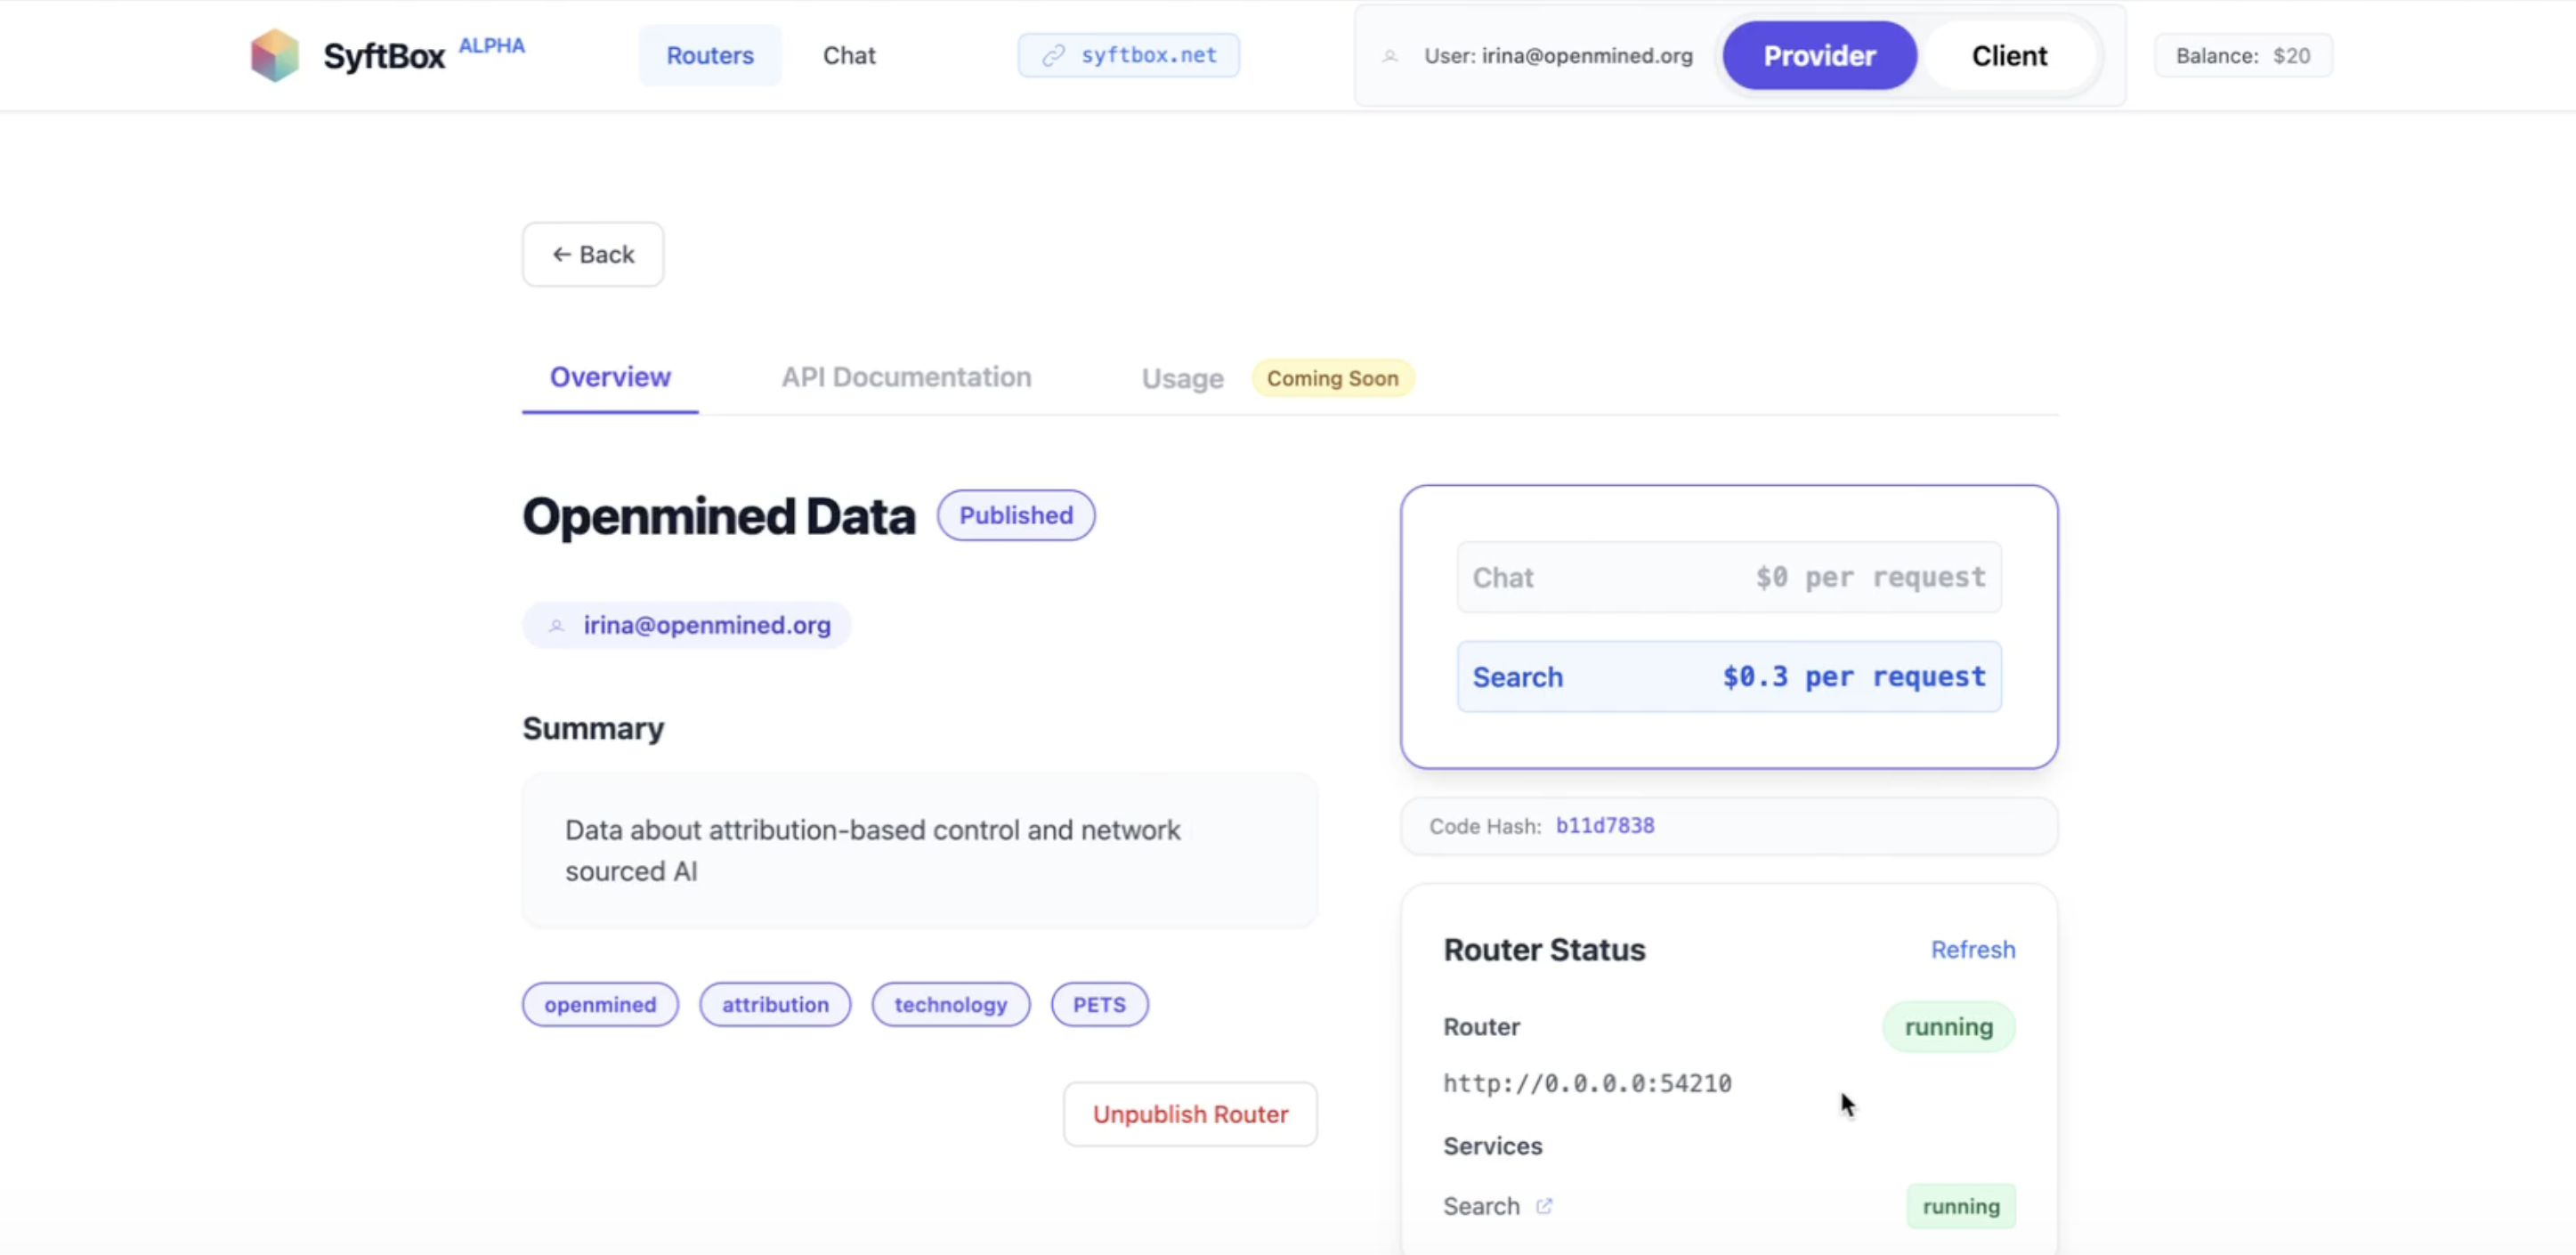 SyftBox ALPHA
Routers
Chat
syftbox.net
User: irina@openmined.org
Provider
Client
Balance: $20
← Back
Overview
API Documentation
Usage
Coming Soon
Openmined Data
Published
irina@openmined.org
Summary
Data about attribution-based control and network
sourced AI
openmined
attribution
technology
PETS
Unpublish Router
Chat $0 per request
Search $0.3 per request
Code Hash: b11d7838
Router Status
Refresh
Router
running
http://0.0.0.0:54210
Services
Search
running